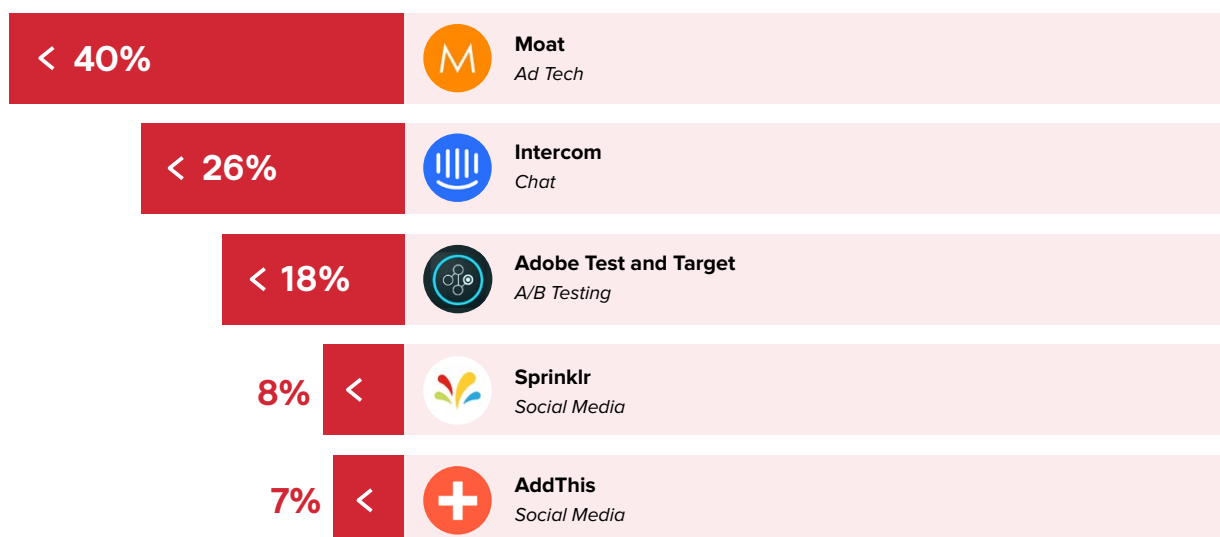 < 40%
Moat
Ad Tech
< 26%
Intercom
Chat
< 18%
Adobe Test and Target
A/B Testing
8% <
Sprinklr
Social Media
7% <
AddThis
Social Media